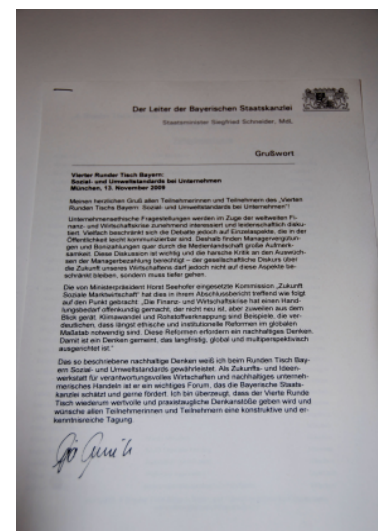 Der Leiter der Bayerischen Staatskanzlei
Staatsminister Siegfried Schneider, MdL
Grußwort
Vierter Runder Tisch Bayern:
Sozial- und Umweltstandards bei Unternehmen
München, 13. November 2009
Meinen herzlichen Gruß allen Teilnehmerinnen und Teilnehmern des „Vierten
Runden Tischs Bayern: Sozial- und Umweltstandards bei Unternehmen“!
Unternehmensethische Fragestellungen werden im Zuge der weltweiten Fi-
nanz- und Wirtschaftskrise zunehmend interessiert und leidenschaftlich disku-
tiert. Vielfach beschränkt sich die Debatte jedoch auf Einzelaspekte, die in der
Öffentlichkeit leicht kommunizierbar sind. Deshalb finden Managervergütun-
gen und Bonizahlungen quer durch die Medienlandschaft große Aufmerk-
samkeit. Diese Diskussion ist wichtig und die harsche Kritik an den Auswüch-
sen der Managerbezahlung berechtigt – der gesellschaftliche Diskurs über
die Zukunft unseres Wirtschaftens darf jedoch nicht auf diese Aspekte be-
schränkt bleiben, sondern muss tiefer gehen.
Die von Ministerpräsident Horst Seehofer eingesetzte Kommission „Zukunft
Soziale Marktwirtschaft“ hat dies in ihrem Abschlussbericht treffend wie folgt
auf den Punkt gebracht: „Die Finanz- und Wirtschaftskrise hat einen Hand-
lungsbedarf offenkundig gemacht, der nicht neu ist, aber zuweilen aus dem
Blick gerät. Klimawandel und Rohstoffverknappung sind Beispiele, die ver-
deutlichen, dass längst ethische und institutionelle Reformen im globalen
Maßstab notwendig sind. Diese Reformen erfordern ein nachhaltiges Denken.
Damit ist ein Denken gemeint, das langfristig, global und multiperspektivisch
ausgerichtet ist.“
Das so beschriebene nachhaltige Denken weiß ich beim Runden Tisch Bay-
ern Sozial- und Umweltstandards gewährleistet. Als Zukunfts- und Ideen-
werkstatt für verantwortungsvolles Wirtschaften und nachhaltiges unterneh-
merisches Handeln ist er ein wichtiges Forum, das die Bayerische Staats-
kanzlei schätzt und gerne fördert. Ich bin überzeugt, dass der Vierte Runde
Tisch wiederum wertvolle und praxistaugliche Denkanstöße geben wird und
wünsche allen Teilnehmerinnen und Teilnehmern eine konstruktive und er-
kenntnisreiche Tagung.